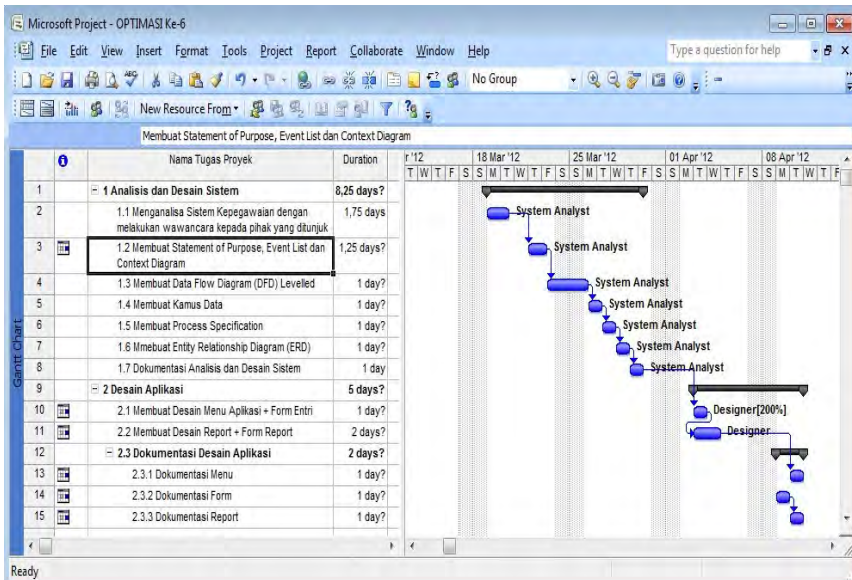 Microsoft Project - OPTIMASI Ke-6
File Edit View Insert Format Tools Project Report Collaborate Window Help Type a question for help
No Group
New Resource From
Membuat Statement of Purpose, Event List dan Context Diagram
Nama Tugas Proyek Duration r '12 18 Mar '12 25 Mar '12 01 Apr '12 08 Apr '12
T W T F S S M T W T F S S M T W T F S S M T W T F S S M T W T F
1 1 Analisis dan Desain Sistem 8,25 days?
2 1.1 Menganalisa Sistem Kepegawaian dengan 1,75 days System Analyst
melakukan wawancara kepada pihak yang ditunjuk
3 1.2 Membuat Statement of Purpose, Event List dan 1,25 days? System Analyst
Context Diagram
4 1.3 Membuat Data Flow Diagram (DFD) Levelled 1 day? System Analyst
5 1.4 Membuat Kamus Data 1 day? System Analyst
6 1.5 Membuat Process Specification 1 day? System Analyst
7 1.6 Mmebuat Entity Relationship Diagram (ERD) 1 day? System Analyst
8 1.7 Dokumentasi Analisis dan Desain Sistem 1 day System Analyst
9 2 Desain Aplikasi 5 days?
10 2.1 Membuat Desain Menu Aplikasi + Form Entri 1 day? Designer[200%]
11 2.2 Membuat Desain Report + Form Report 2 days? Designer
12 2.3 Dokumentasi Desain Aplikasi 2 days?
13 2.3.1 Dokumentasi Menu 1 day?
14 2.3.2 Dokumentasi Form 1 day?
15 2.3.3 Dokumentasi Report 1 day?
Gantt Chart
Ready